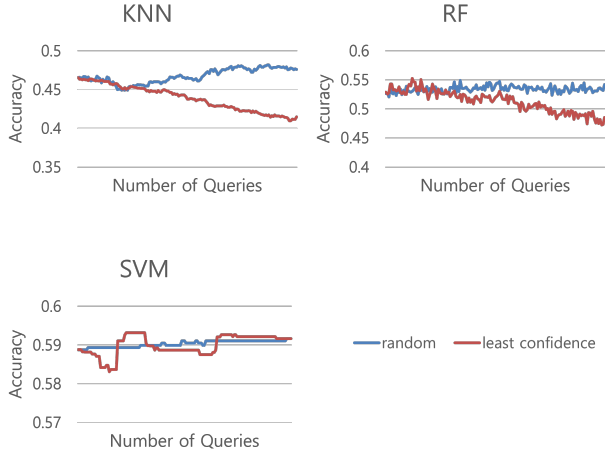 KNN
RF
0.5
0.45
0.4
0.35
Accuracy
Number of Queries
0.6
0.55
0.5
0.45
0.4
Accuracy
Number of Queries
SVM
0.6
0.59
0.58
0.57
Accuracy
Number of Queries
random
least confidence